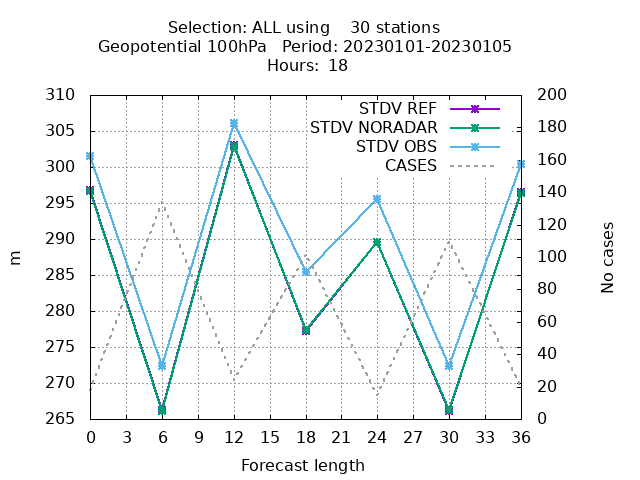 Selection: ALL using    30 stations
Geopotential 100hPa   Period: 20230101-20230105
Hours:  18
STDV REF
STDV NORADAR
STDV OBS
CASES
310
305
300
295
290
285
280
275
270
265
200
180
160
140
120
100
80
60
40
20
0
m
No cases
0 3 6 9 12 15 18 21 24 27 30 33 36
Forecast length